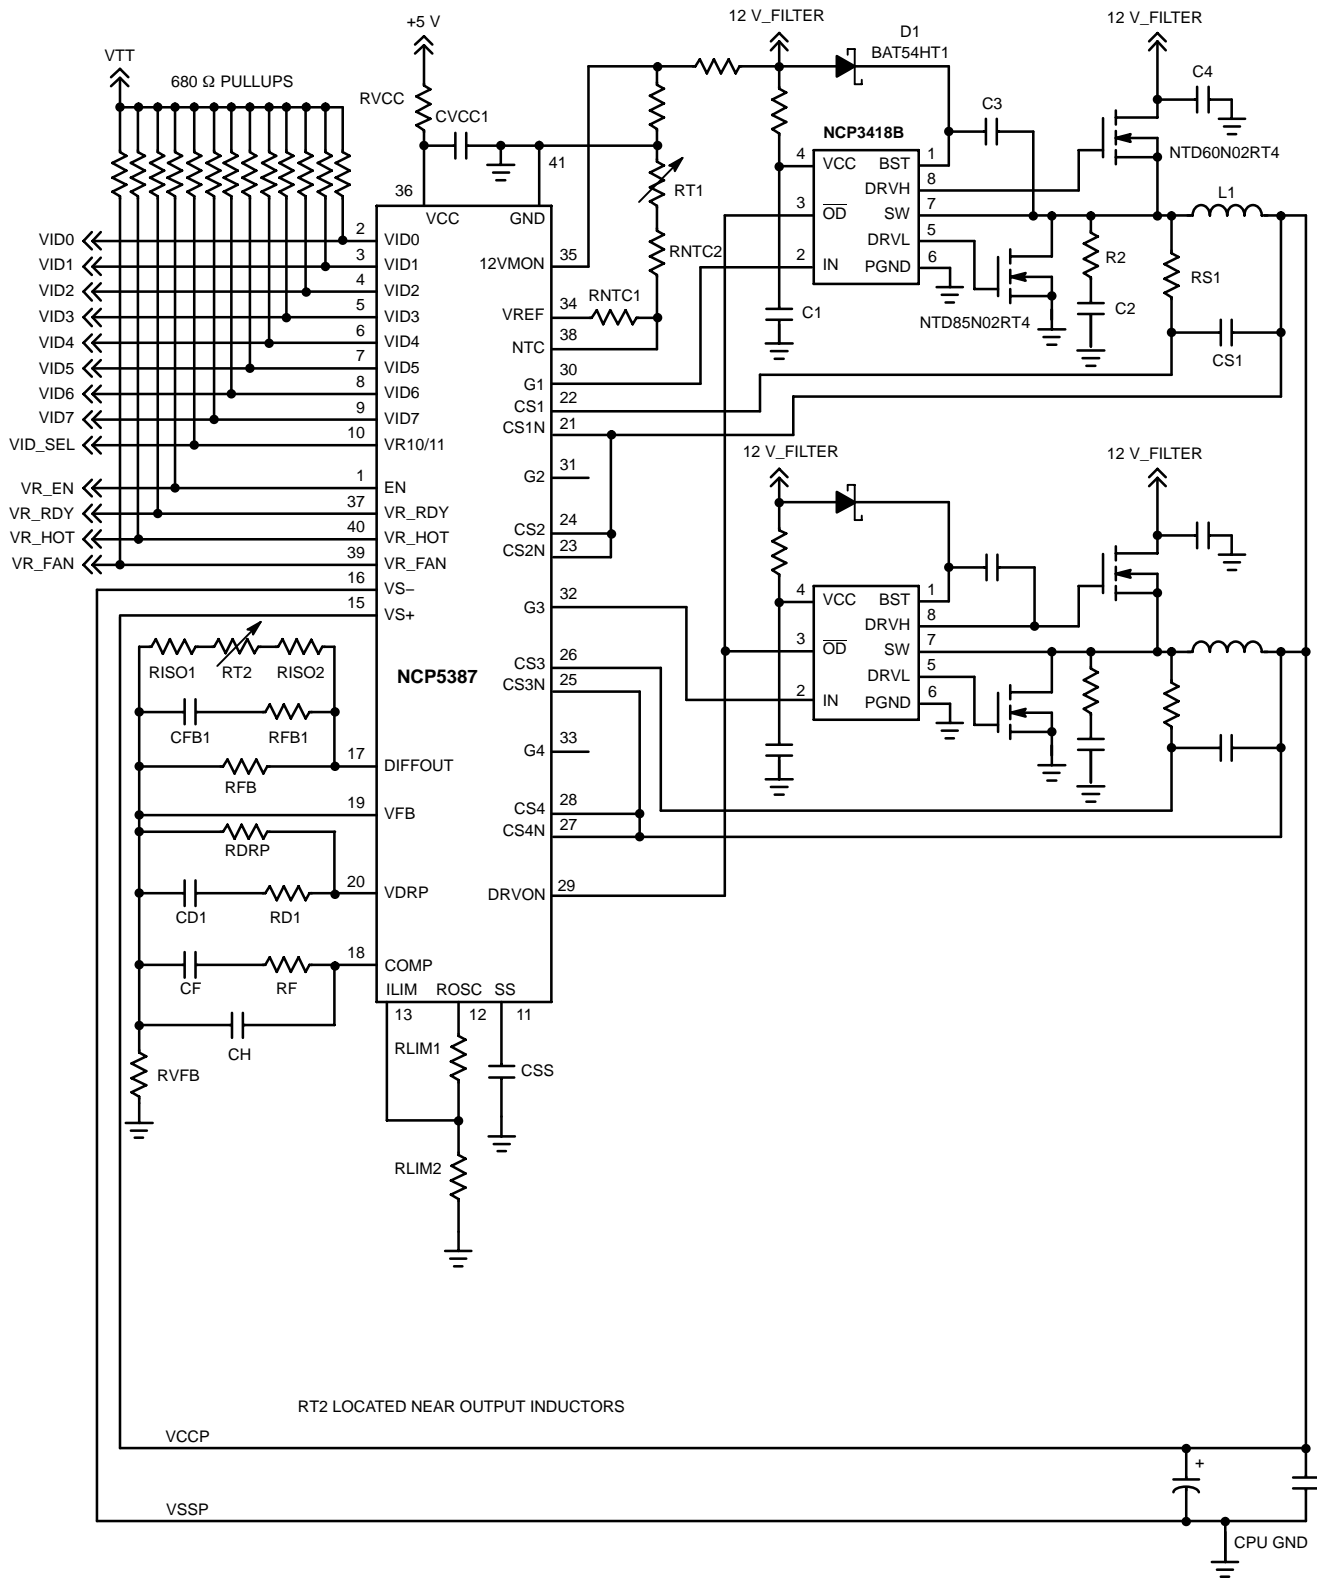 +5 V
12 V_FILTER
D1
BAT54HT1
12 V_FILTER
VTT
680 Ω PULLUPS
RVCC
CVCC1
C3
C4
NCP3418B
NTD60N02RT4
36
41
VCC
GND
RT1
4
VCC
BST
1
DRVH
8
3
OD
SW
7
L1
DRVL
5
2
IN
PGND
6
R2
RS1
NTD85N02RT4
C2
C1
CS1
VID0
2
VID0
VID1
3
VID1
VID2
4
VID2
VID3
5
VID3
VID4
6
VID4
VID5
7
VID5
VID6
8
VID6
VID7
9
VID7
VID_SEL
10
VR10/11
VR_EN
1
EN
VR_RDY
37
VR_RDY
VR_HOT
40
VR_HOT
VR_FAN
39
VR_FAN
16
VS–
15
VS+
12VMON
35
RNTC2
VREF
34
RNTC1
NTC
38
G1
30
CS1
22
CS1N
21
G2
31
CS2
24
CS2N
23
G3
32
CS3
26
CS3N
25
G4
33
CS4
28
CS4N
27
DRVON
29
NCP5387
12 V_FILTER
12 V_FILTER
4
VCC
BST
1
DRVH
8
3
OD
SW
7
DRVL
5
2
IN
PGND
6
RISO1
RT2
RISO2
CFB1
RFB1
17
DIFFOUT
RFB
19
VFB
RDRP
20
VDRP
CD1
RD1
18
COMP
CF
RF
CH
RVFB
ILIM
ROSC
SS
13
12
11
RLIM1
CSS
RLIM2
RT2 LOCATED NEAR OUTPUT INDUCTORS
VCCP
+
VSSP
CPU GND